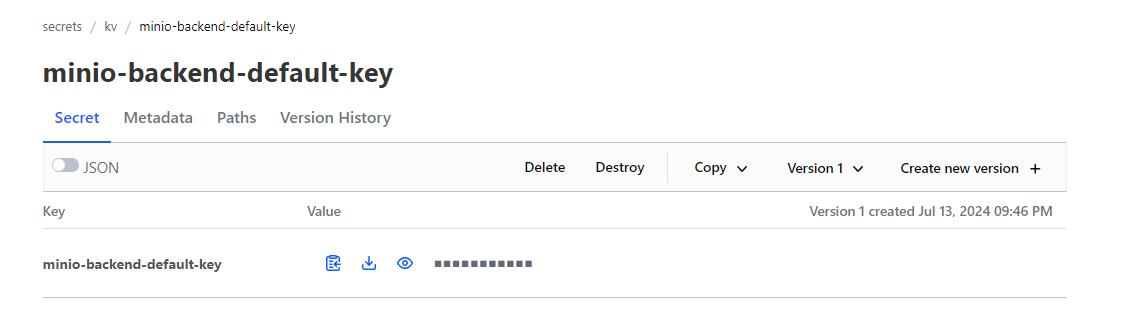 secrets / kv / minio-backend-default-key
minio-backend-default-key
Secret Metadata Paths Version History
JSON Delete Destroy Copy Version 1 Create new version +
Key Value Version 1 created Jul 13, 2024 09:46 PM
minio-backend-default-key ■■■■■■■■■■■